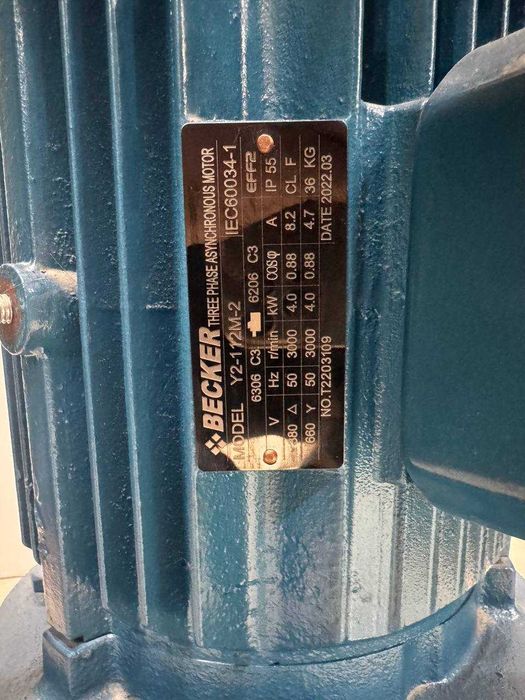 BECKER THREE PHASE ASYNCHRONOUS MOTOR
MODEL Y2-112M-2 IEC60034-1
6306 C3 6206 C3 EFF2
V Hz r/min kW COSφ A IP 55
380 △ 50 3000 4.0 0.88 8.2 CL F
660 Y 50 3000 4.0 0.88 4.7 36 KG
NO.T2203109 DATE 2022.03